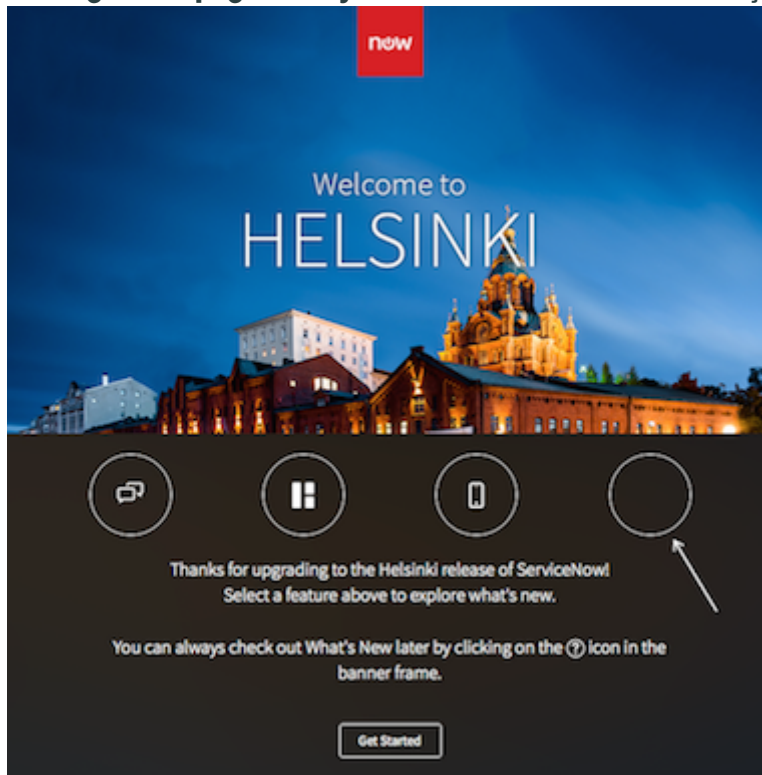 now
Welcome to
HELSINKI
Thanks for upgrading to the Helsinki release of ServiceNow!
Select a feature above to explore what's new.
You can always check out What's New later by clicking on the ? icon in the
banner frame.
Get Started